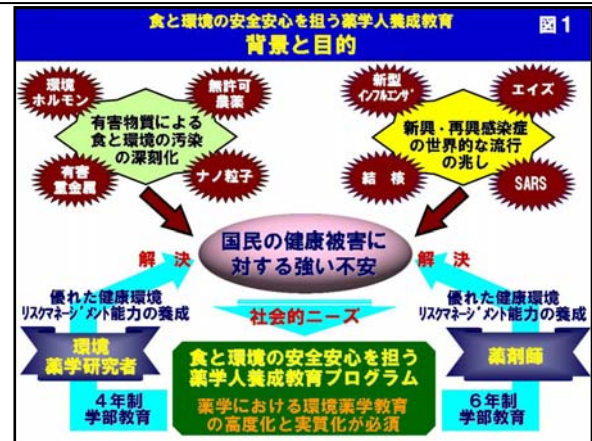 食と環境の安全安心を担う薬学人養成教育
背景と目的
図1
環境
ホルモン
無許可
農薬
有害物質による
食と環境の汚染
の深刻化
有害
重金属
ナノ粒子
新型
インフルエンザ
エイズ
新興・再興感染症
の世界的な流行
の兆し
結核
SARS
国民の健康被害に
対する強い不安
解決
解決
優れた健康環境
リスクマネージメント能力の養成
社会的ニーズ
優れた健康環境
リスクマネージメント能力の養成
環境
薬学研究者
食と環境の安全安心を担う
薬学人養成教育プログラム
薬学における環境薬学教育
の高度化と実質化が必須
薬剤師
4年制
学部教育
6年制
学部教育